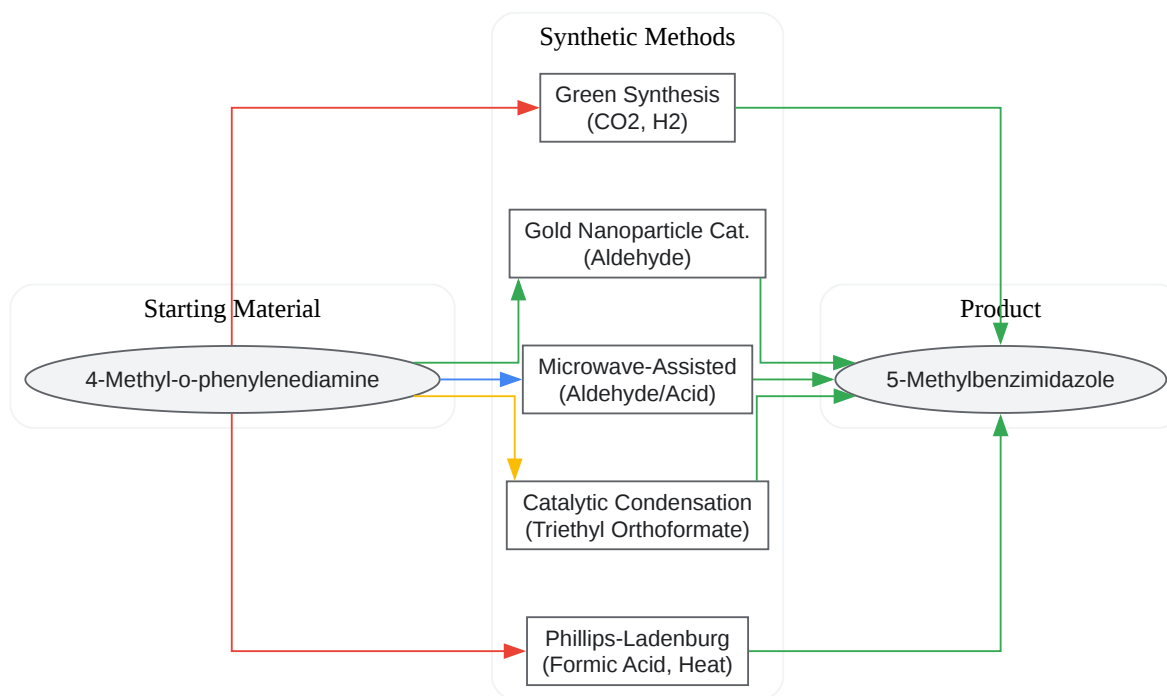 Synthetic Methods
Green Synthesis
(CO2, H2)
Gold Nanoparticle Cat.
(Aldehyde)
Starting Material
Product
4-Methyl-o-phenylenediamine
Microwave-Assisted
(Aldehyde/Acid)
5-Methylbenzimidazole
Catalytic Condensation
(Triethyl Orthoformate)
Phillips-Ladenburg
(Formic Acid, Heat)